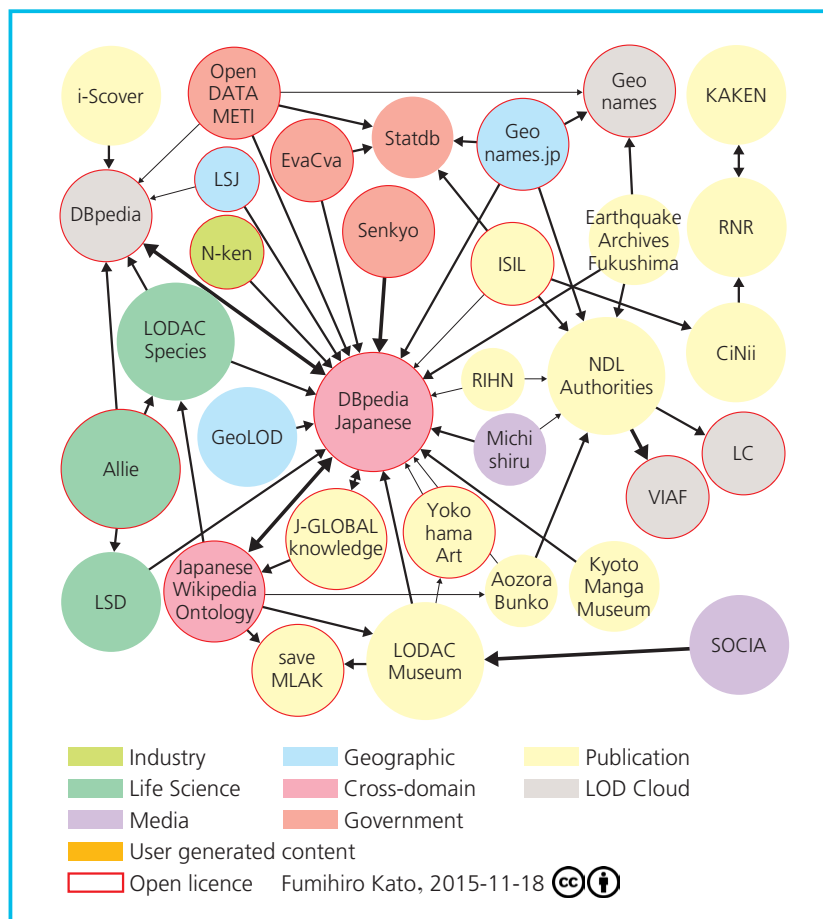 i-Scover
Open
DATA
METI
Geo
names
KAKEN
EvaCva
Statdb
Geo
names.jp
LSJ
DBpedia
N-ken
Senkyo
ISIL
Earthquake
Archives
Fukushima
RNR
LODAC
Species
DBpedia
Japanese
RIHN
NDL
Authorities
CiNii
GeoLOD
Michi
shiru
LC
Allie
VIAF
J-GLOBAL
knowledge
Yoko
hama
Art
Japanese
Wikipedia
Ontology
Aozora
Bunko
Kyoto
Manga
Museum
LSD
save
MLAK
LODAC
Museum
SOCIA
Industry
Geographic
Publication
Life Science
Cross-domain
LOD Cloud
Media
Government
User generated content
Open licence
Fumihiro Kato, 2015-11-18 cc